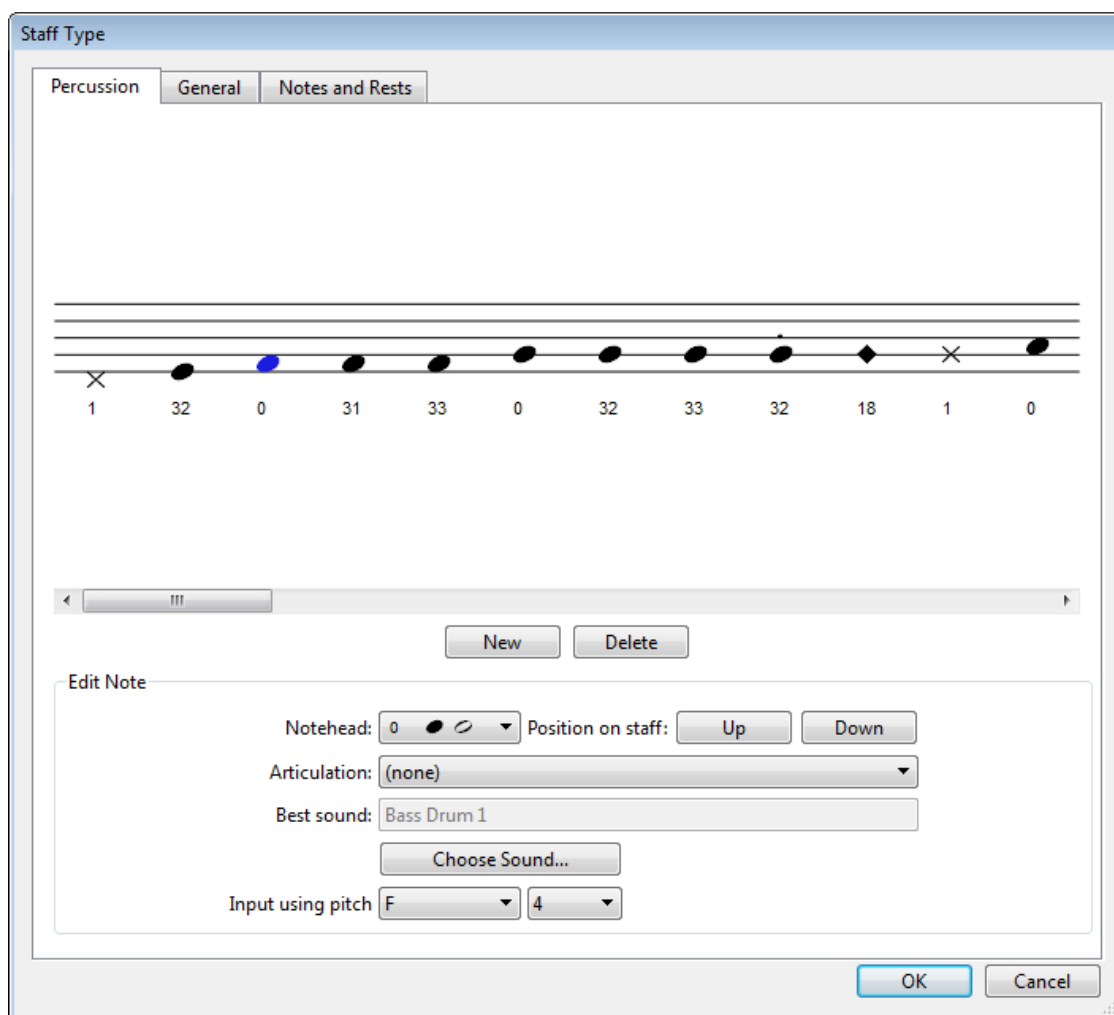 Staff Type
Percussion General Notes and Rests
1 32 0 31 33 0 32 33 32 18 1 0
New Delete
Edit Note
Notehead: 0 Position on staff: Up Down
Articulation: (none)
Best sound: Bass Drum 1
Choose Sound...
Input using pitch F 4
OK Cancel